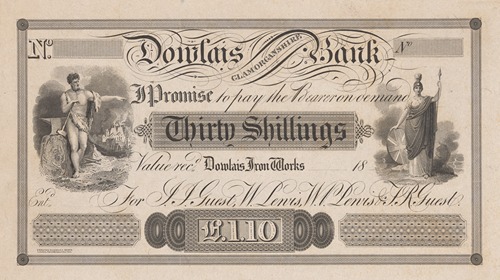 No. Dowlais Bank No
GLAMORGANSHIRE.
I Promise to pay the Bearer on demand
Thirty Shillings
Value recd. Dowlais Iron Works 18
Entd.
For J.J. Guest, W. Lewis, W.P. Lewis & T.R. Guest
£1.10